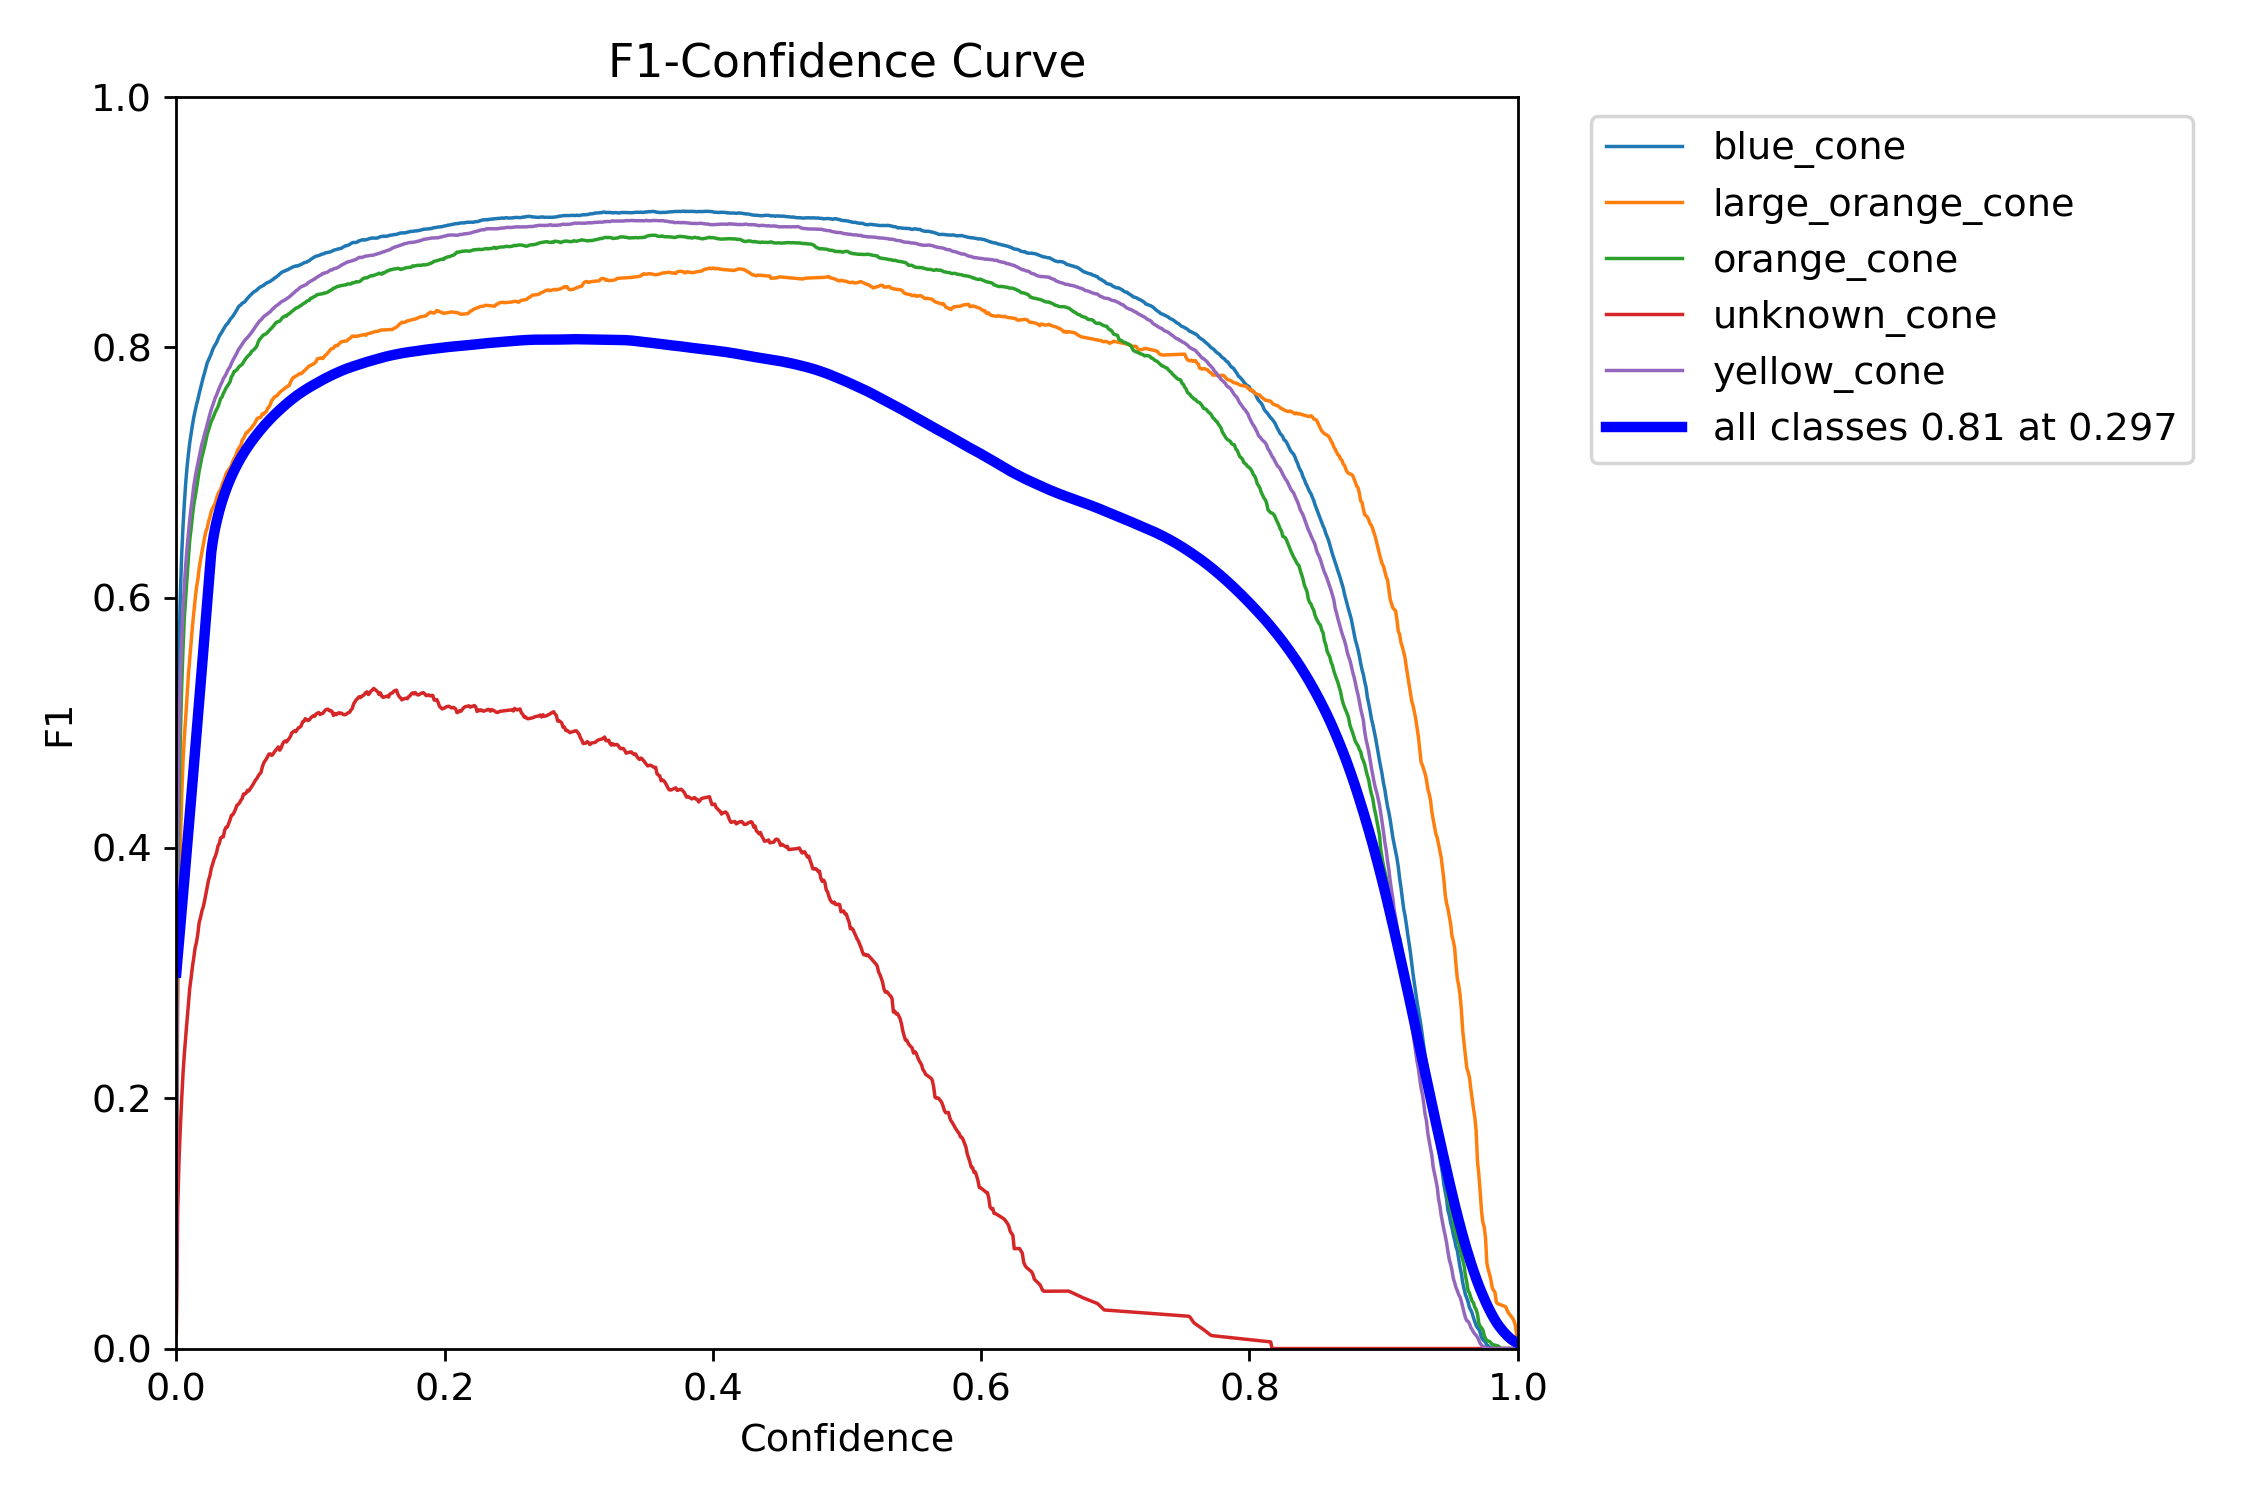 F1-Confidence Curve
1.0
0.8
0.6
0.4
0.2
0.0
F1
0.0 0.2 0.4 0.6 0.8 1.0
Confidence
blue_cone
large_orange_cone
orange_cone
unknown_cone
yellow_cone
all classes 0.81 at 0.297